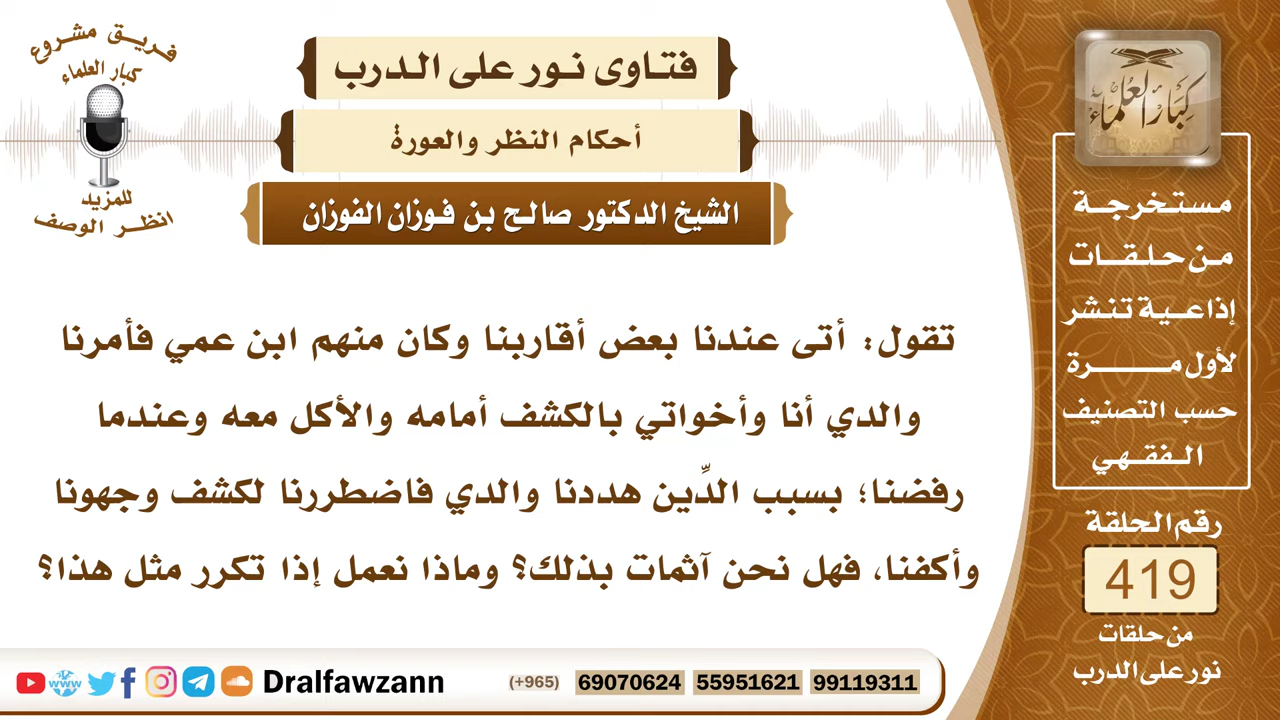 فريق مشروع
كبار العلماء
للمزيد
انظر الوصف
فتاوى نور على الدرب
أحكام النظر والعورة
الشيخ الدكتور صالح بن فوزان الفوزان
تقول: أتى عندنا بعض أقاربنا وكان منهم ابن عمي فأمرنا
والدي أنا وأخواتي بالكشف أمامه والأكل معه وعندما
رفضنا؛ بسبب الدِّين هددنا والدي فاضطررنا لكشف وجهونا
وأكفنا، فهل نحن آثمات بذلك؟ وماذا نعمل إذا تكرر مثل هذا؟
كبار العلماء
مستخرجة
من حلقات
إذاعية تنشر
لأول مرة
حسب التصنيف
الفقهي
رقم الحلقة
419
من حلقات
نور على الدرب
www
Dralfawzann
(+965) 69070624 55951621 99119311